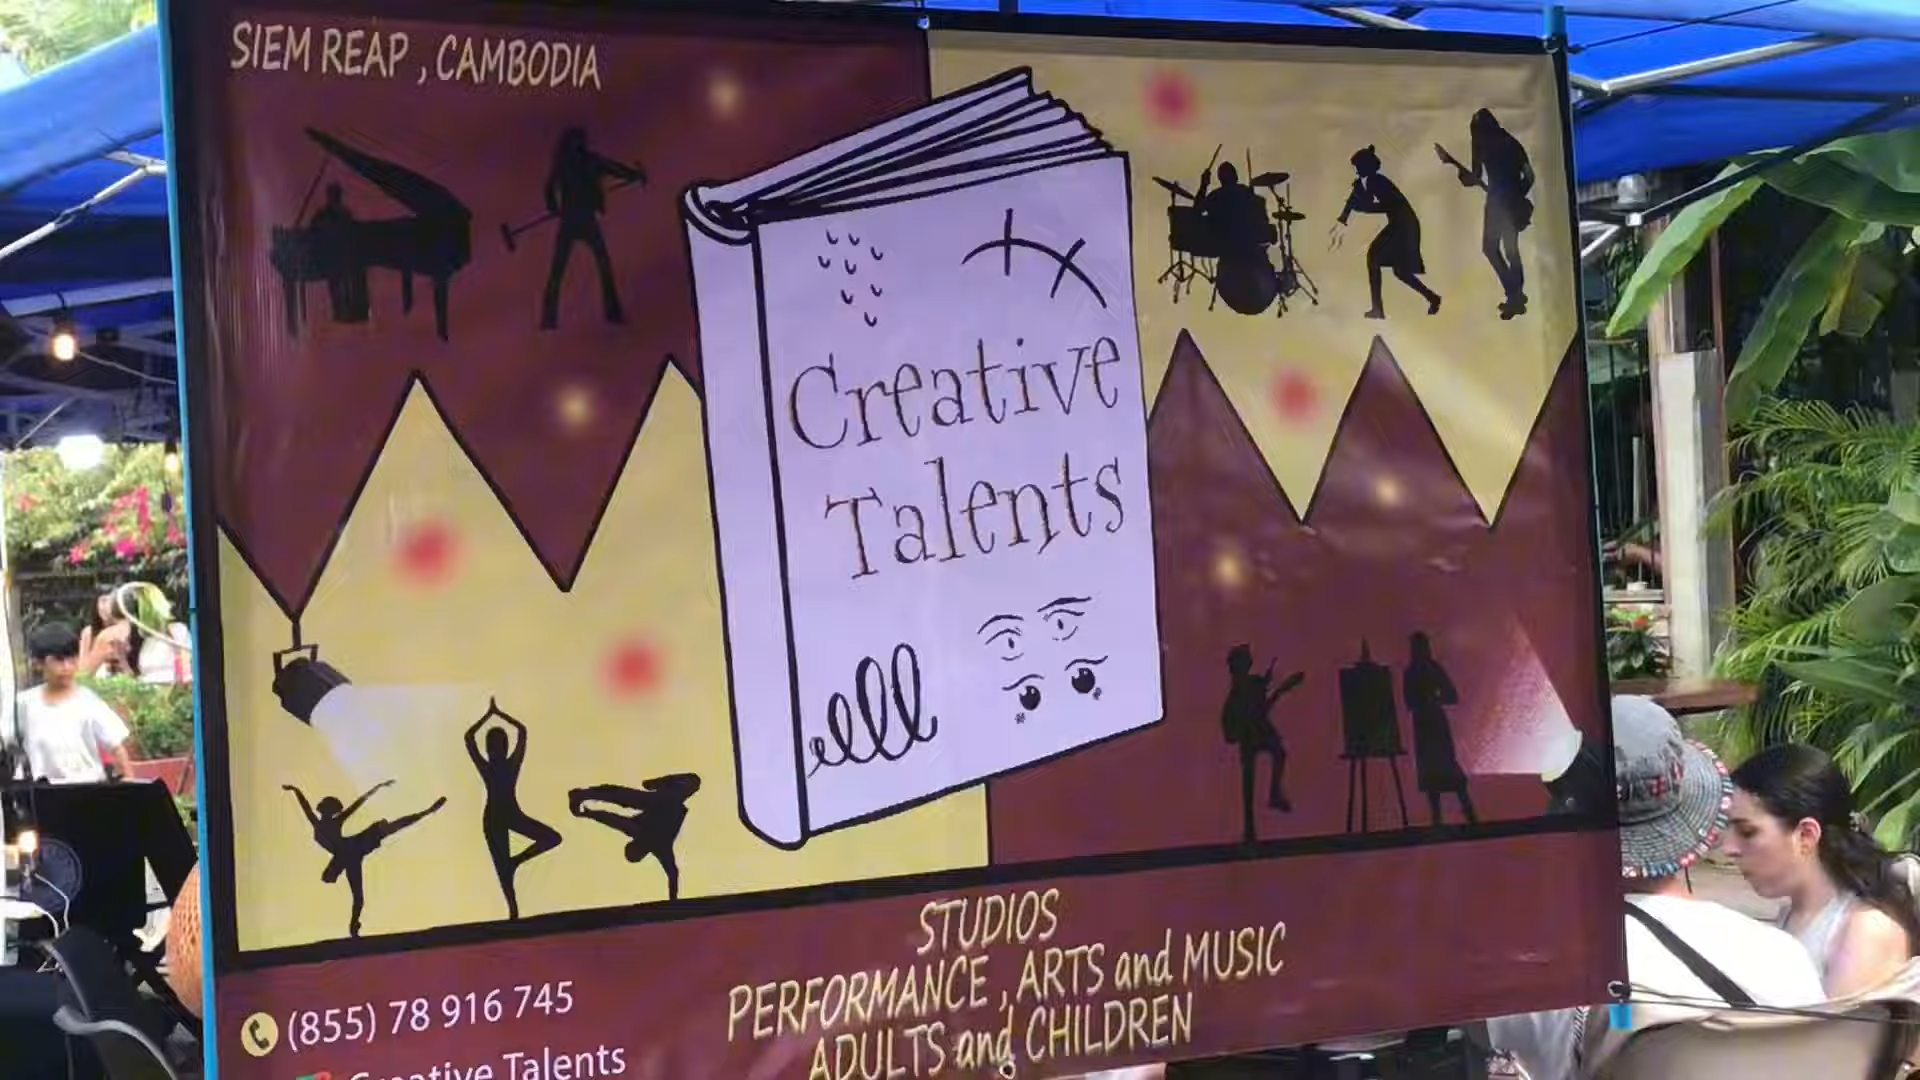 SIEM REAP , CAMBODIA
Creative
Talents
STUDIOS
PERFORMANCE , ARTS and MUSIC
ADULTS and CHILDREN
(855) 78 916 745
Creative Talents